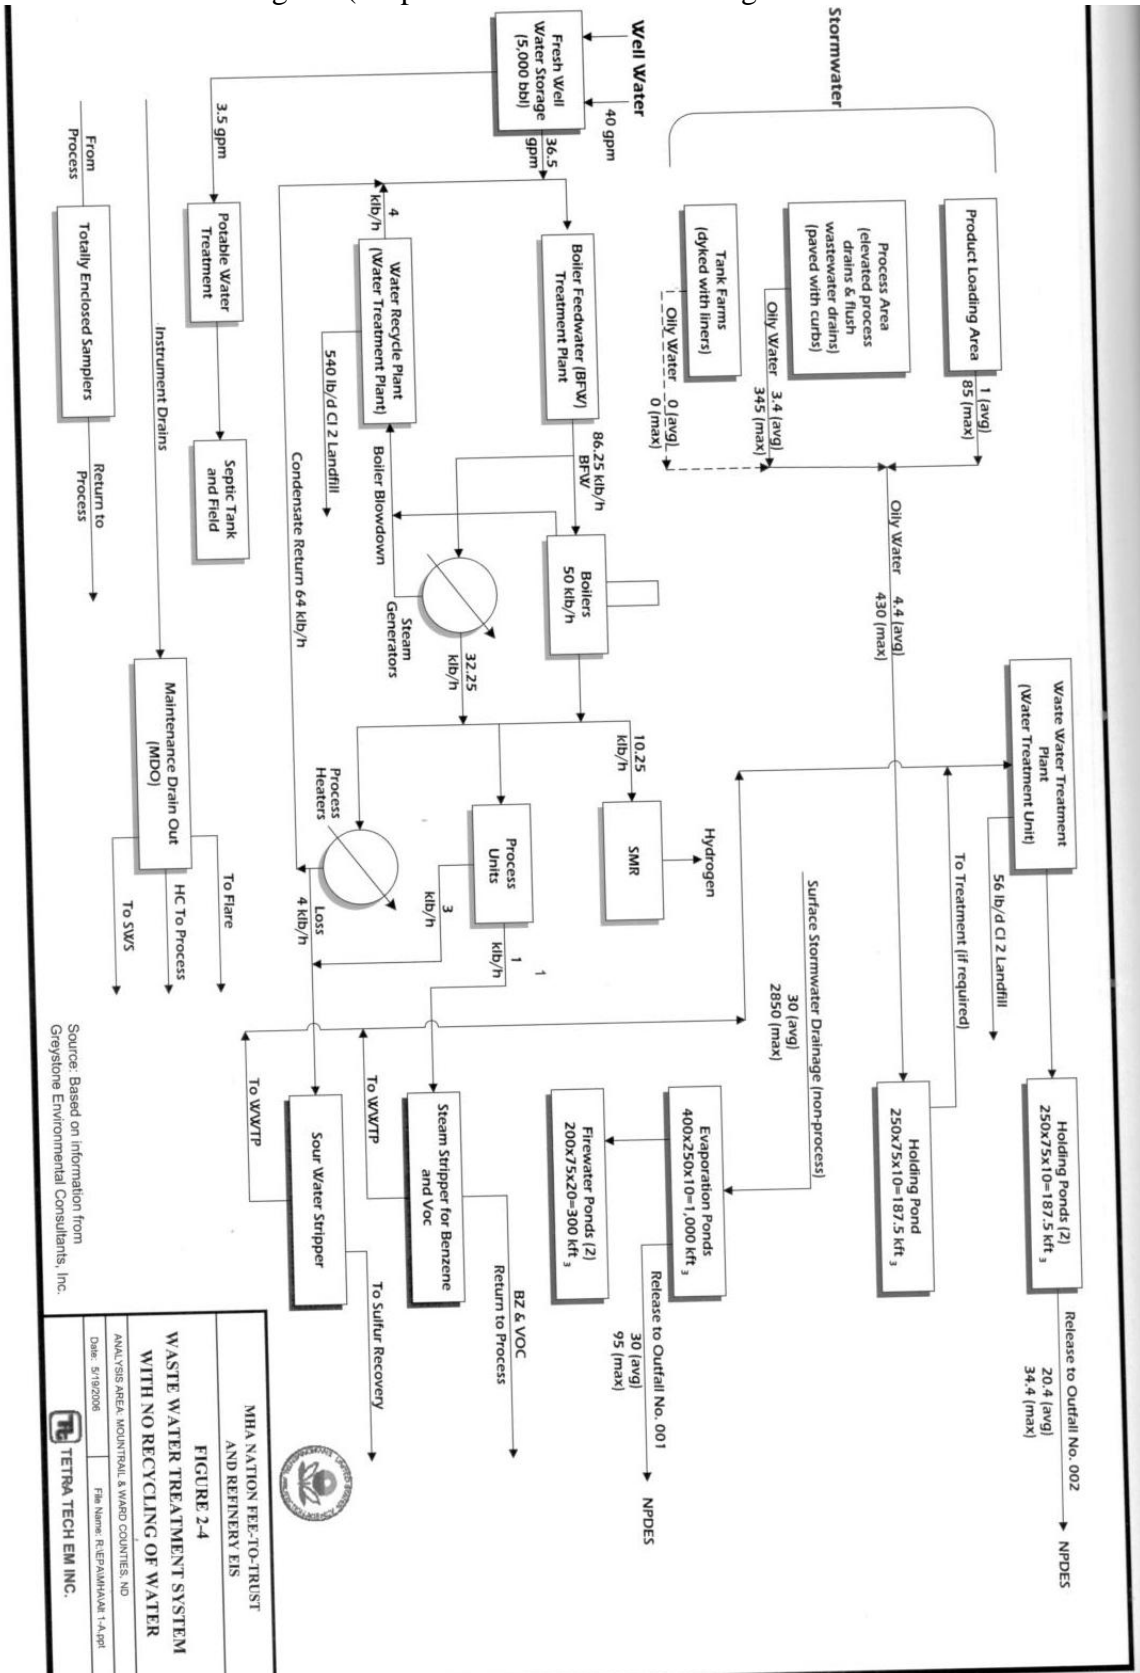 Stormwater
Product Loading Area
1 (avg)
85 (max)
Process Area
(elevated process
drains & flush
wastewater drains)
(paved with curbs)
Oily Water
3.4 (avg)
345 (max)
Tank Farms
(dyked with liners)
Oily Water
0 (avg)
0 (max)
Oily Water
4.4 (avg)
430 (max)
Waste Water Treatment
Plant
(Water Treatment Unit)
56 lb/d Cl 2 Landfill
Holding Ponds (2)
250x75x10=187.5 kft 3
Release to Outfall No. 002
20.4 (avg)
34.4 (max)
NPDES
To Treatment (if required)
Holding Pond
250x75x10=187.5 kft 3
Surface Stormwater Drainage (non-process)
30 (avg)
2850 (max)
Evaporation Ponds
400x250x10=1,000 kft 3
Release to Outfall No. 001
30 (avg)
95 (max)
NPDES
Firewater Ponds (2)
200x75x20=300 kft 3
Well Water
40 gpm
Fresh Well
Water Storage
(5,000 bbl)
36.5
gpm
Boiler Feedwater (BFW)
Treatment Plant
86.25 klb/h
BFW
Boilers
50 klb/h
10.25
klb/h
SMR
Hydrogen
4
klb/h
Water Recycle Plant
(Water Treatment Plant)
540 lb/d Cl 2 Landfill
Boiler Blowdown
Steam
Generators
32.25
klb/h
Process
Units
1
klb/h
1
3
klb/h
Process
Heaters
Loss
4 klb/h
Condensate Return 64 klb/h
Steam Stripper for Benzene
and Voc
BZ & VOC
Return to Process
To WWTP
Sour Water Stripper
To Sulfur Recovery
To WWTP
3.5 gpm
Potable Water
Treatment
Septic Tank
and Field
Instrument Drains
Maintenance Drain Out
(MDO)
To Flare
HC To Process
To SWS
From
Process
Totally Enclosed Samplers
Return to
Process
Source: Based on information from
Greystone Environmental Consultants, Inc.
MHA NATION FEE-TO-TRUST
AND REFINERY EIS
FIGURE 2-4
WASTE WATER TREATMENT SYSTEM
WITH NO RECYCLING OF WATER
ANALYSIS AREA: MOUNTRAIL & WARD COUNTIES, ND
Date: 5/19/2006
File Name: R:\EPA\MHA\Alt 1-A.ppt
TETRA TECH EM INC.